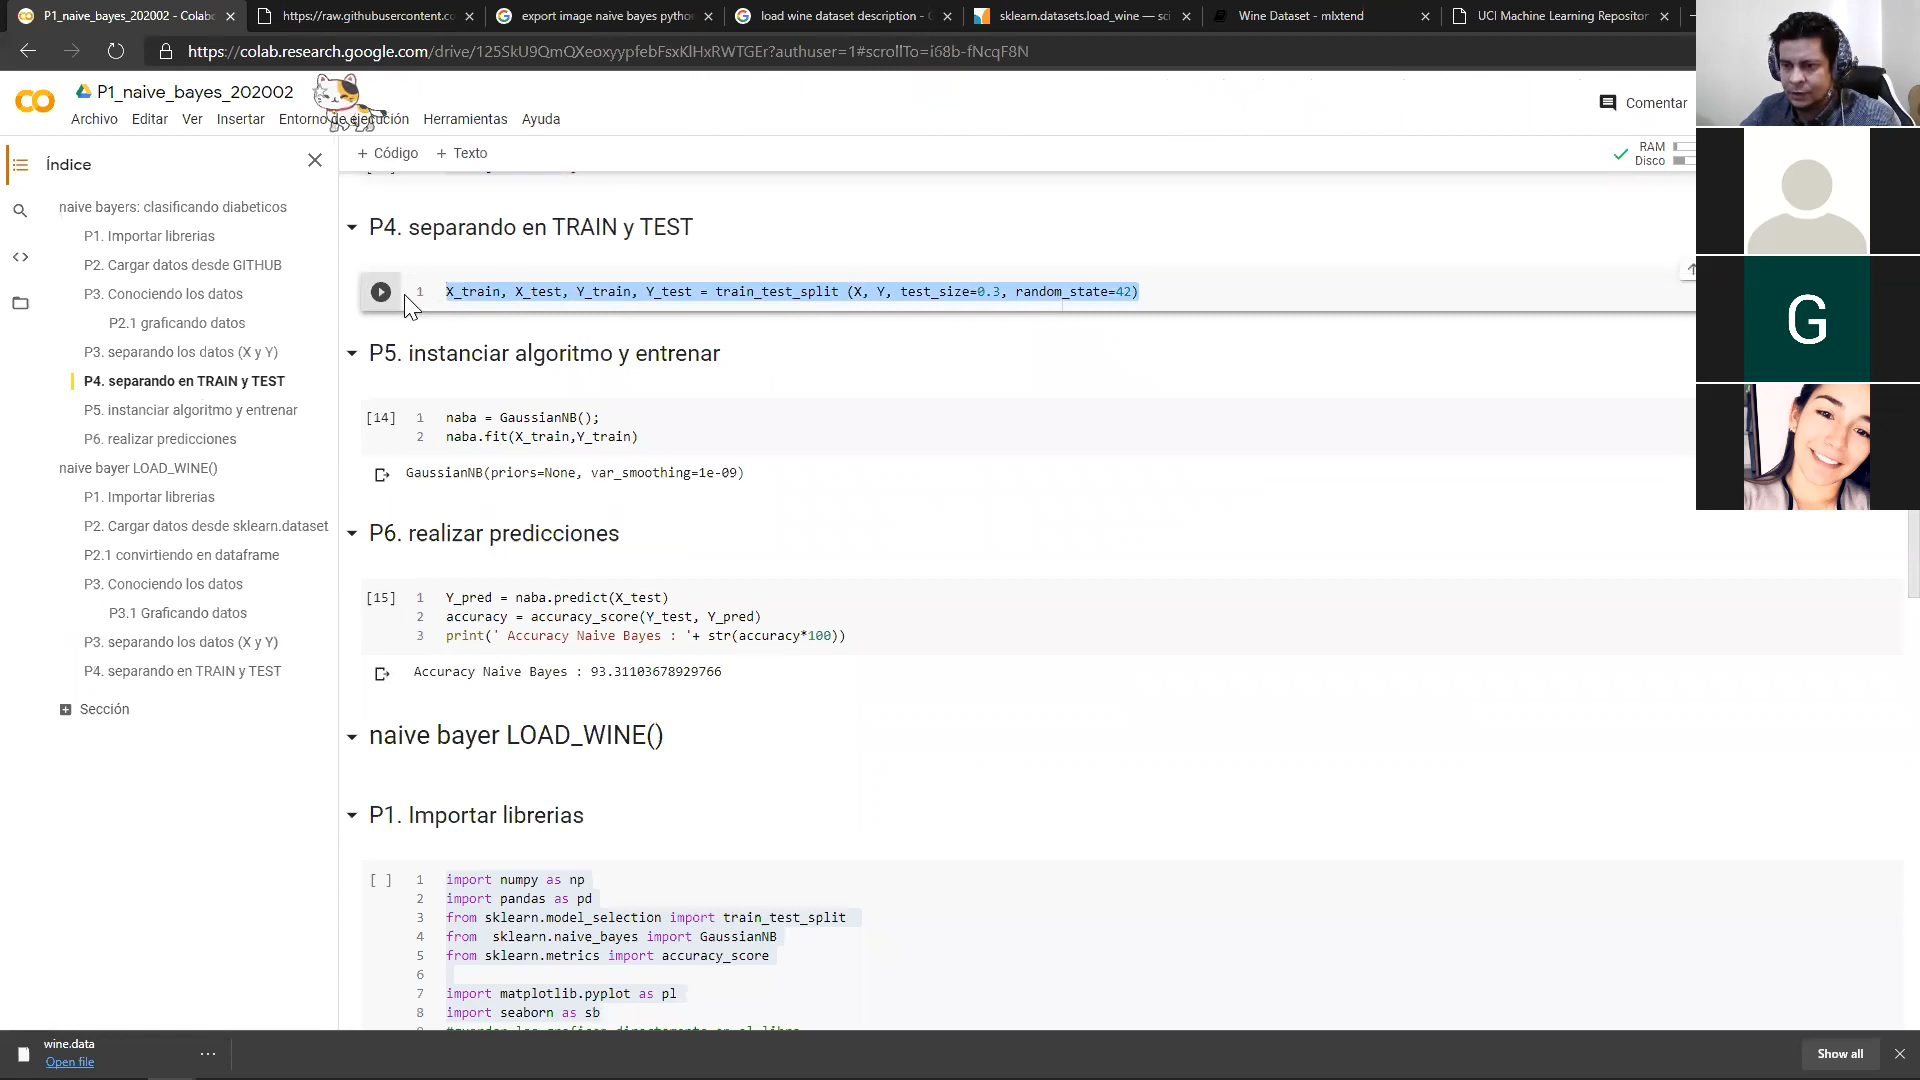 P1_naive_bayes_202002 - Colab
https://raw.githubusercontent.co
export image naive bayes python
load wine dataset description - G
sklearn.datasets.load_wine — sci
Wine Dataset - mlxtend
UCI Machine Learning Repositor
https://colab.research.google.com/drive/125SkU9QmQXeoxyypfebFsxKlHxRWTGEr?authuser=1#scrollTo=i68b-fNcqF8N
P1_naive_bayes_202002
Archivo Editar Ver Insertar Entorno de ejecución Herramientas Ayuda
Comentar
Índice
+ Código + Texto
RAM
Disco
naive bayers: clasificando diabeticos
P1. Importar librerias
P2. Cargar datos desde GITHUB
P3. Conociendo los datos
P2.1 graficando datos
P3. separando los datos (X y Y)
P4. separando en TRAIN y TEST
P5. instanciar algoritmo y entrenar
P6. realizar predicciones
naive bayer LOAD_WINE()
P1. Importar librerias
P2. Cargar datos desde sklearn.dataset
P2.1 convirtiendo en dataframe
P3. Conociendo los datos
P3.1 Graficando datos
P3. separando los datos (X y Y)
P4. separando en TRAIN y TEST
Sección
P4. separando en TRAIN y TEST
1 X_train, X_test, Y_train, Y_test = train_test_split (X, Y, test_size=0.3, random_state=42)
P5. instanciar algoritmo y entrenar
[14] 1 naba = GaussianNB();
2 naba.fit(X_train,Y_train)
GaussianNB(priors=None, var_smoothing=1e-09)
P6. realizar predicciones
[15] 1 Y_pred = naba.predict(X_test)
2 accuracy = accuracy_score(Y_test, Y_pred)
3 print(' Accuracy Naive Bayes : '+ str(accuracy*100))
Accuracy Naive Bayes : 93.31103678929766
naive bayer LOAD_WINE()
P1. Importar librerias
[ ] 1 import numpy as np
2 import pandas as pd
3 from sklearn.model_selection import train_test_split
4 from  sklearn.naive_bayes import GaussianNB
5 from sklearn.metrics import accuracy_score
6
7 import matplotlib.pyplot as pl
8 import seaborn as sb
G
wine.data
Open file
Show all